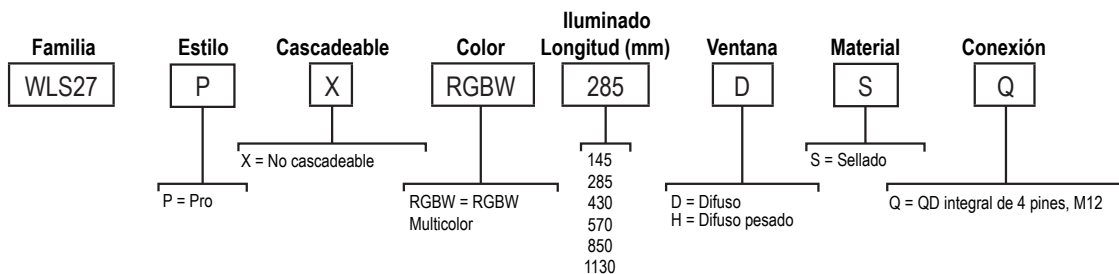 Familia
Estilo
Cascadeable
Color
Iluminado
Longitud (mm)
Ventana
Material
Conexión
WLS27
P
X
RGBW
285
D
S
Q
X = No cascadeable
145
285
430
570
850
1130
S = Sellado
P = Pro
RGBW = RGBW
Multicolor
D = Difuso
H = Difuso pesado
Q = QD integral de 4 pines, M12